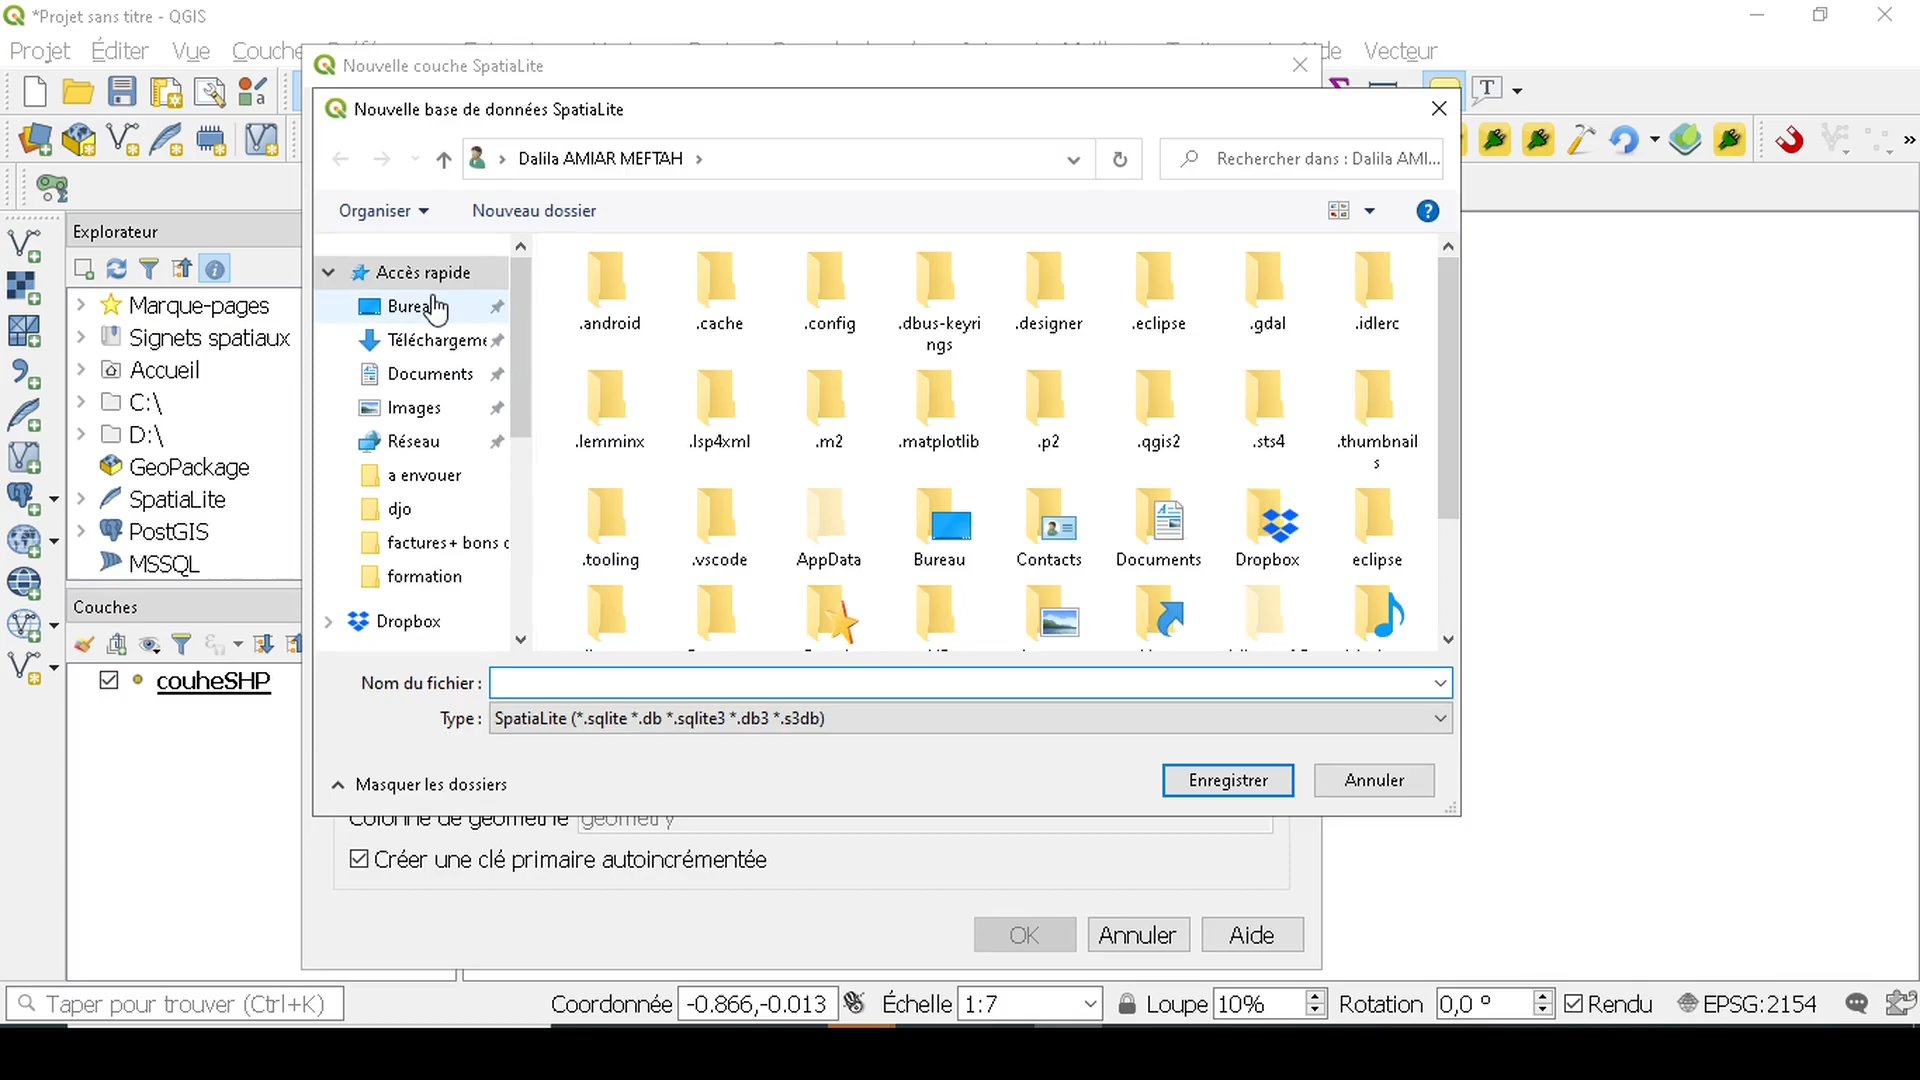 *Projet sans titre - QGIS
Projet Éditer Vue Couche Vecteur
Nouvelle couche SpatiaLite
Nouvelle base de données SpatiaLite
Dalila AMIAR MEFTAH
Rechercher dans : Dalila AMI...
Organiser
Nouveau dossier
Explorateur
Marque-pages
Signets spatiaux
Accueil
C:\
D:\
GeoPackage
SpatiaLite
PostGIS
MSSQL
Couches
couheSHP
Accès rapide
Bureau
Téléchargeme
Documents
Images
Réseau
a envouer
djo
factures+ bons c
formation
Dropbox
.android .cache .config .dbus-keyri
ngs .designer .eclipse .gdal .idlerc
.lemminx .lsp4xml .m2 .matplotlib .p2 .qgis2 .sts4 .thumbnail
s
.tooling .vscode AppData Bureau Contacts Documents Dropbox eclipse
Nom du fichier :
Type : SpatiaLite (*.sqlite *.db *.sqlite3 *.db3 *.s3db)
Masquer les dossiers
Enregistrer Annuler
Colonne de géométrie geometry
Créer une clé primaire autoincrémentée
OK Annuler Aide
Taper pour trouver (Ctrl+K) Coordonnée -0.866,-0.013 Échelle 1:7 Loupe 10% Rotation 0,0 ° Rendu EPSG:2154